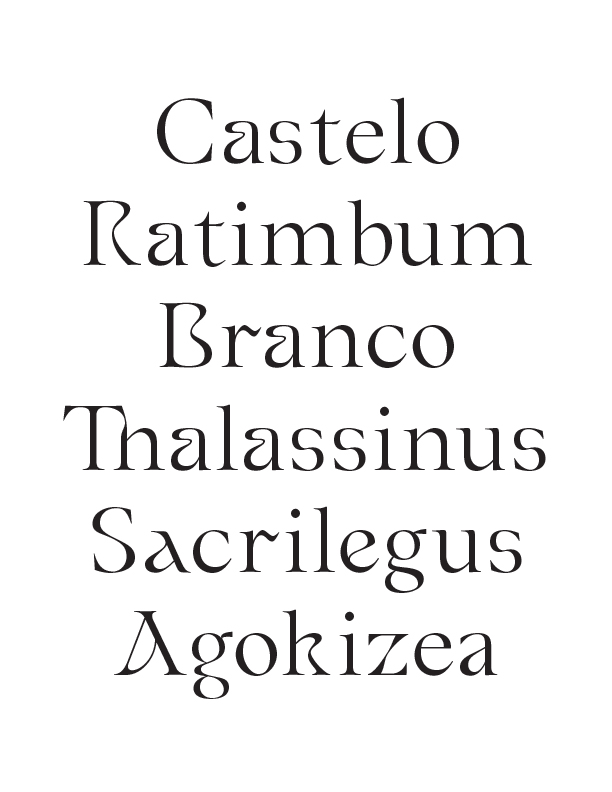 Castelo
Ratimbum
Branco
Thalassinus
Sacrilegus
Agokizea